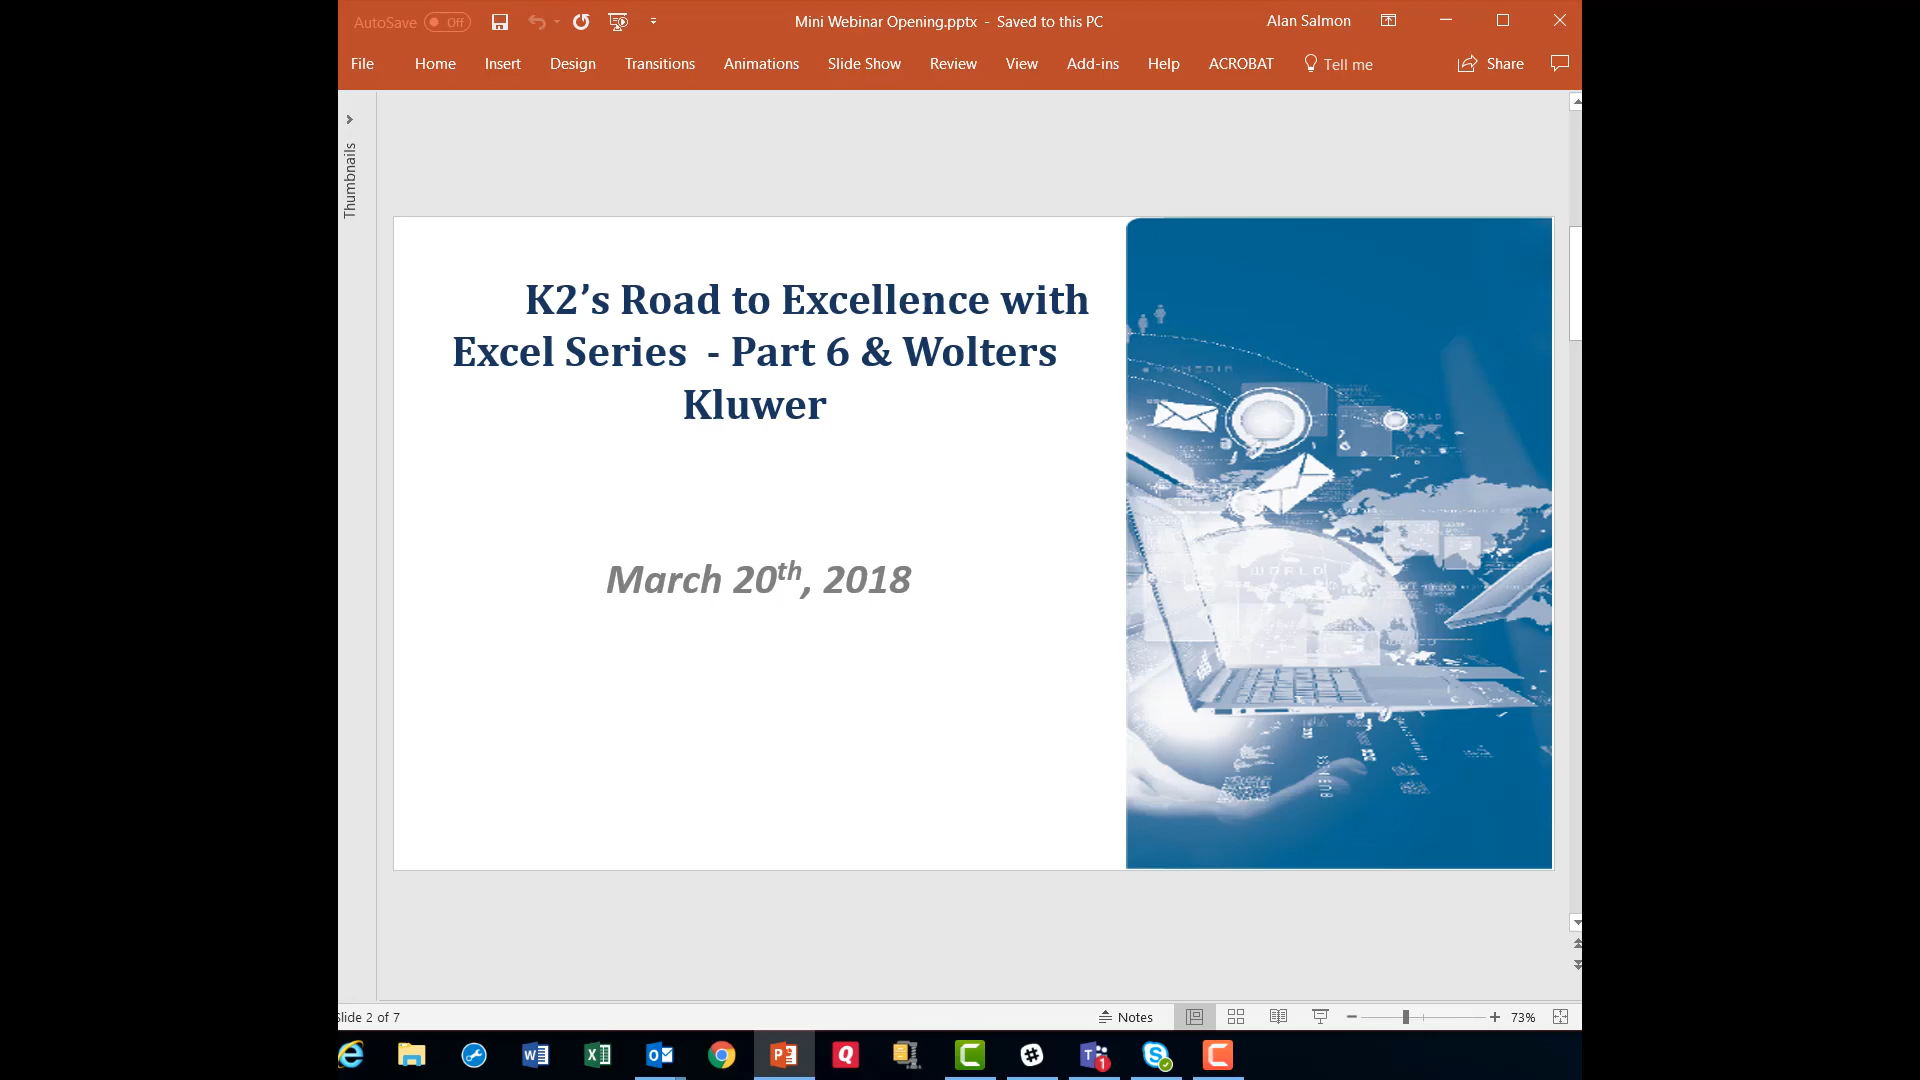 AutoSave Off
Mini Webinar Opening.pptx - Saved to this PC
Alan Salmon
File Home Insert Design Transitions Animations Slide Show Review View Add-ins Help ACROBAT Tell me Share
Thumbnails
K2’s Road to Excellence with
Excel Series - Part 6 & Wolters
Kluwer
March 20th, 2018
WORLD
Slide 2 of 7
Notes
73%